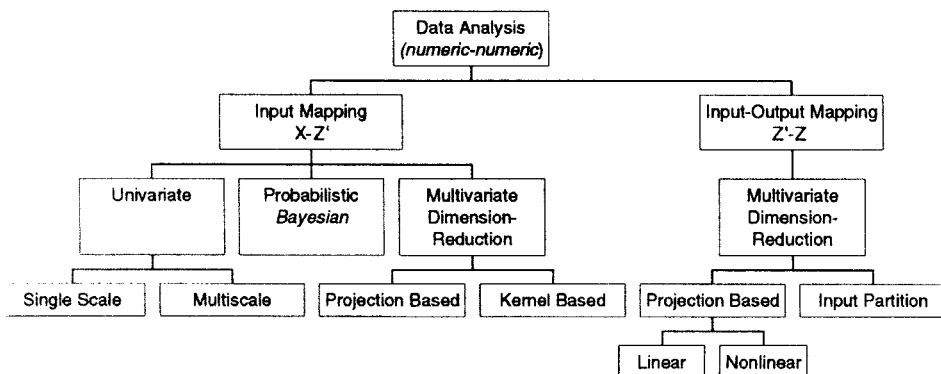 Data Analysis
(numeric-numeric)
Input Mapping
X-Z'
Input-Output Mapping
Z'-Z
Univariate
Probabilistic
Bayesian
Multivariate
Dimension-
Reduction
Multivariate
Dimension-
Reduction
Single Scale
Multiscale
Projection Based
Kernel Based
Projection Based
Input Partition
Linear
Nonlinear